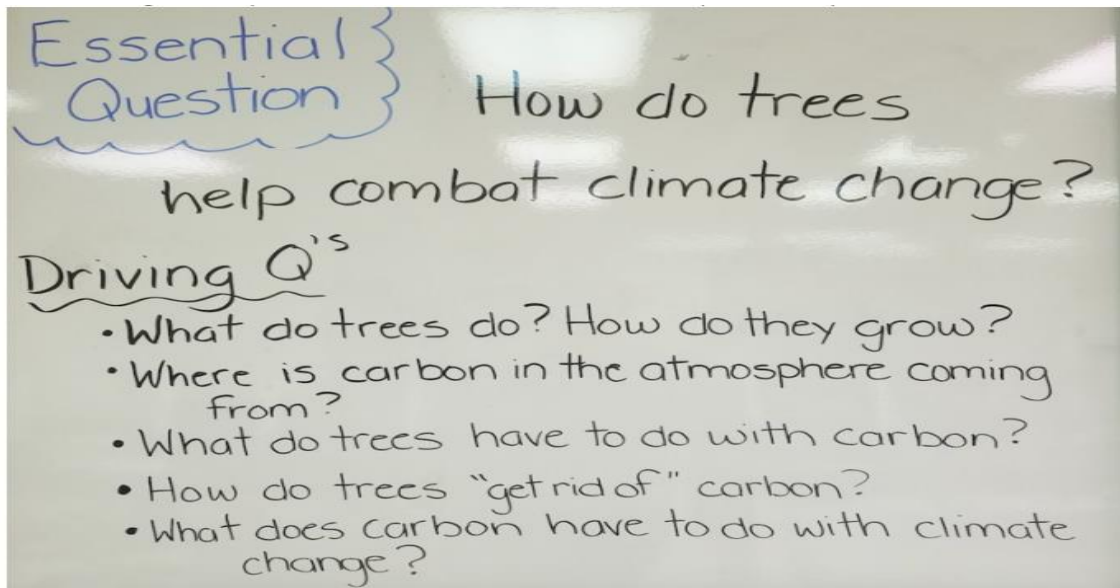 Essential
Question
How do trees
help combat climate change?
Driving Q's
• What do trees do? How do they grow?
• Where is carbon in the atmosphere coming
from?
• What do trees have to do with carbon?
• How do trees "get rid of" carbon?
• What does carbon have to do with climate
change?